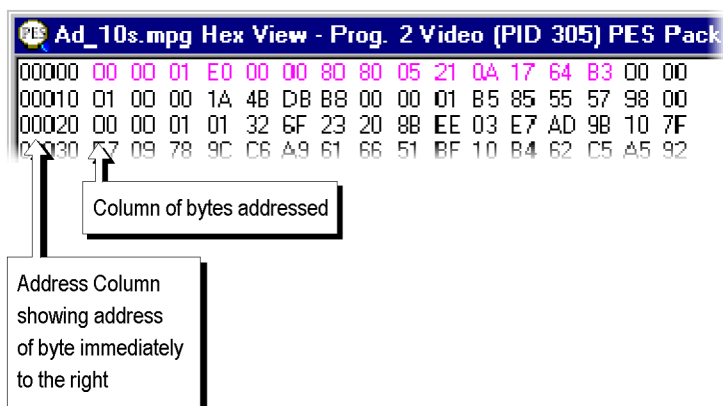 PES Ad_10s.mpg Hex View - Prog. 2 Video (PID 305) PES Pack
00000 00 00 01 E0 00 00 80 80 05 21 0A 17 64 B3 00 00
00010 01 00 00 1A 4B DB B8 00 00 01 B5 85 55 57 98 00
00020 00 00 01 01 32 6F 23 20 8B EE 03 E7 AD 9B 10 7F
09 78 9C C6 A9 61 66 51 BF 10 B4 62 C5 A5 92
Column of bytes addressed
Address Column
showing address
of byte immediately
to the right